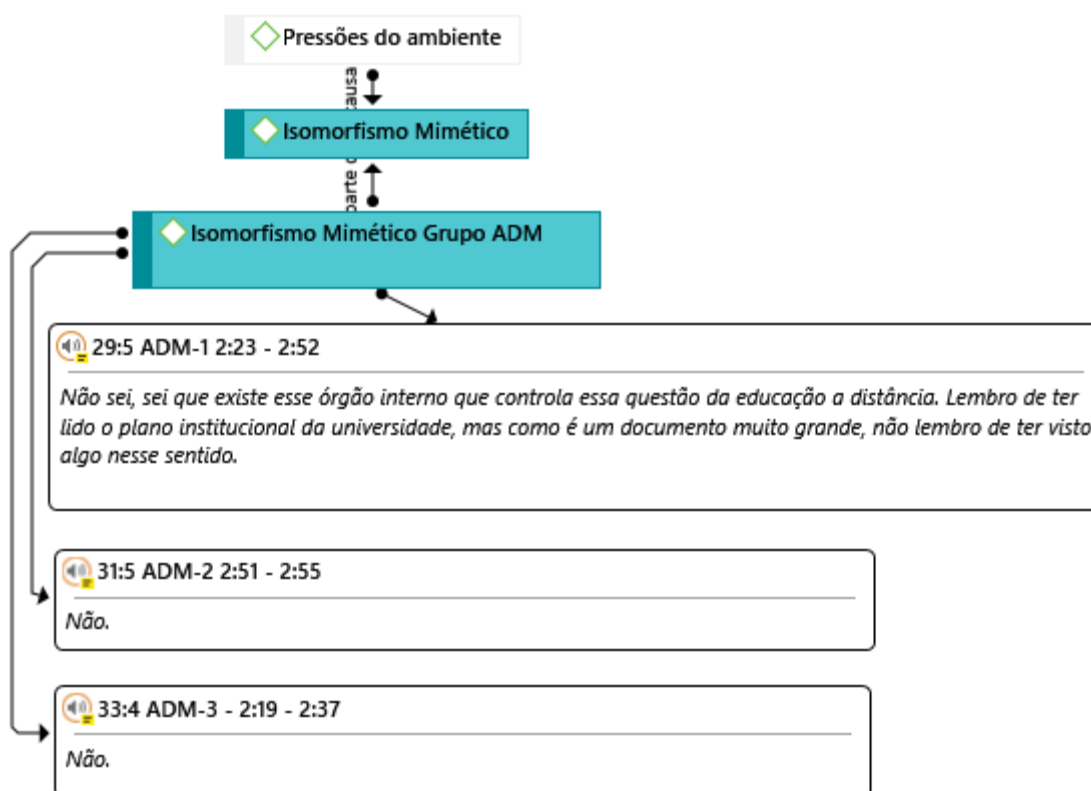 Pressões do ambiente
causa
Isomorfismo Mimético
parte
Isomorfismo Mimético Grupo ADM
29:5 ADM-1 2:23 - 2:52
Não sei, sei que existe esse órgão interno que controla essa questão da educação a distância. Lembro de ter
lido o plano institucional da universidade, mas como é um documento muito grande, não lembro de ter visto
algo nesse sentido.
31:5 ADM-2 2:51 - 2:55
Não.
33:4 ADM-3 - 2:19 - 2:37
Não.